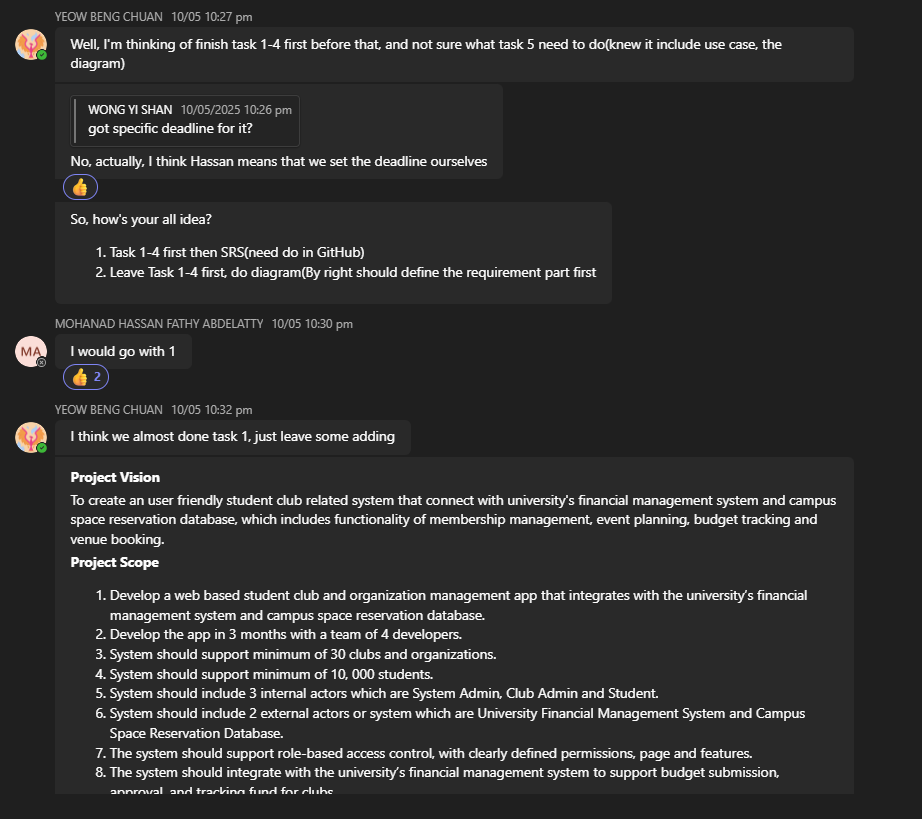 YEOW BENG CHUAN 10/05 10:27 pm
Well, I'm thinking of finish task 1-4 first before that, and not sure what task 5 need to do(knew it include use case, the
diagram)
WONG YI SHAN 10/05/2025 10:26 pm
got specific deadline for it?
No, actually, I think Hassan means that we set the deadline ourselves
So, how's your all idea?
1. Task 1-4 first then SRS(need do in GitHub)
2. Leave Task 1-4 first, do diagram(By right should define the requirement part first
MOHANAD HASSAN FATHY ABDELATTY 10/05 10:30 pm
MA
I would go with 1
2
YEOW BENG CHUAN 10/05 10:32 pm
I think we almost done task 1, just leave some adding
Project Vision
To create an user friendly student club related system that connect with university's financial management system and campus
space reservation database, which includes functionality of membership management, event planning, budget tracking and
venue booking.
Project Scope
1. Develop a web based student club and organization management app that integrates with the university's financial
management system and campus space reservation database.
2. Develop the app in 3 months with a team of 4 developers.
3. System should support minimum of 30 clubs and organizations.
4. System should support minimum of 10, 000 students.
5. System should include 3 internal actors which are System Admin, Club Admin and Student.
6. System should include 2 external actors or system which are University Financial Management System and Campus
Space Reservation Database.
7. The system should support role-based access control, with clearly defined permissions, page and features.
8. The system should integrate with the university's financial management system to support budget submission,
approval, and tracking fund for clubs